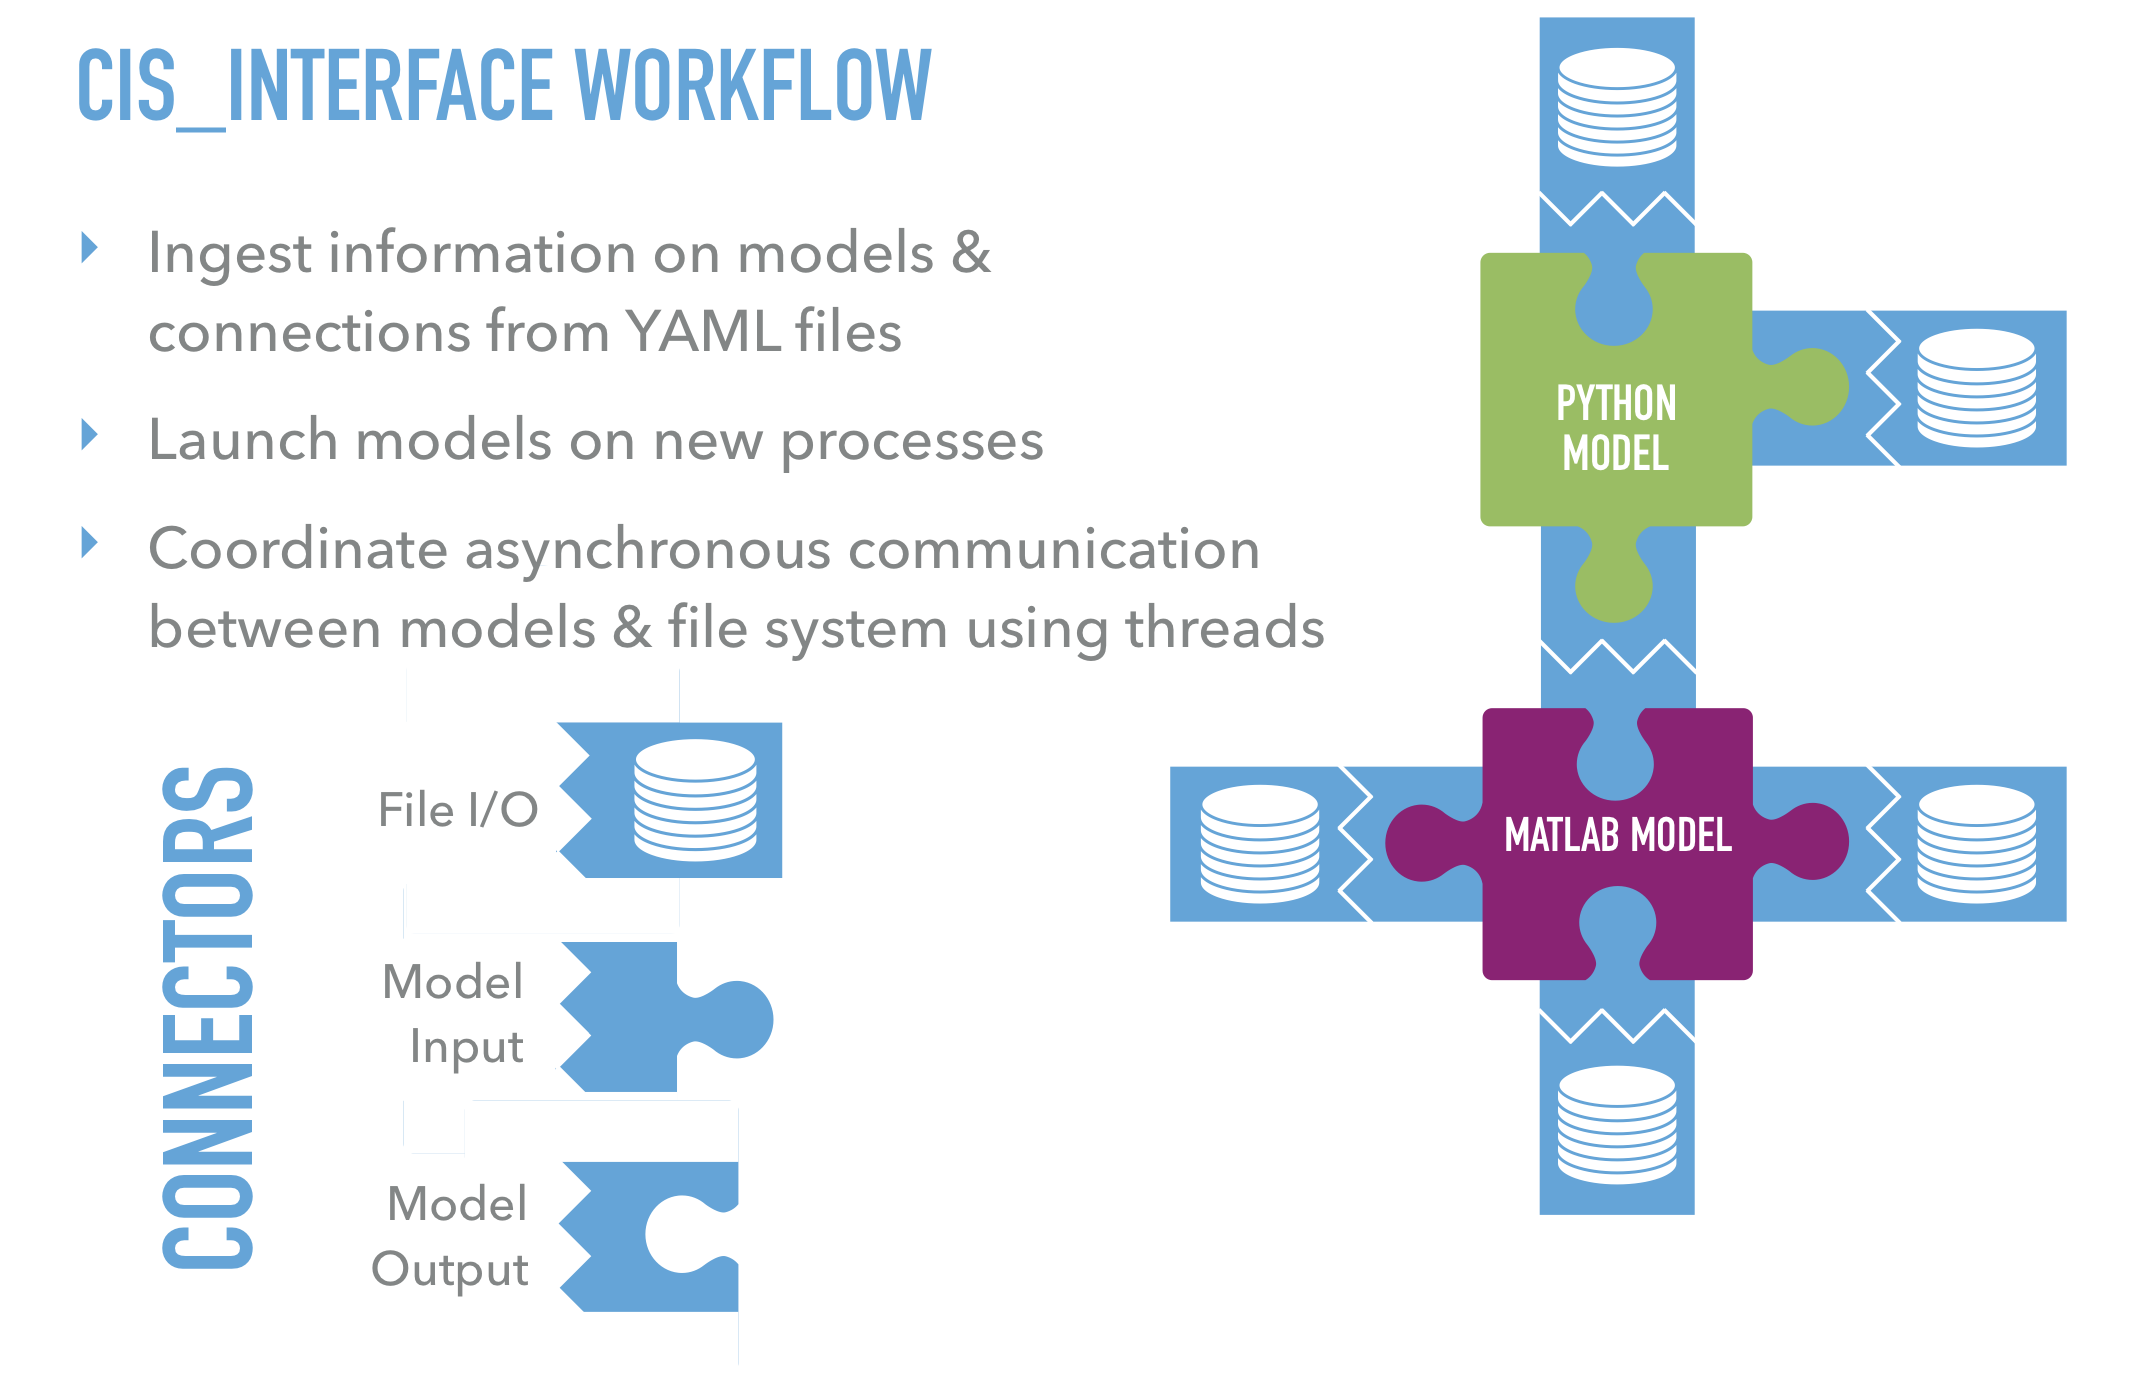 CIS_INTERFACE WORKFLOW
Ingest information on models &
connections from YAML files
Launch models on new processes
Coordinate asynchronous communication
between models & file system using threads
CONNECTORS
File I/O
Model
Input
Model
Output
PYTHON
MODEL
MATLAB MODEL